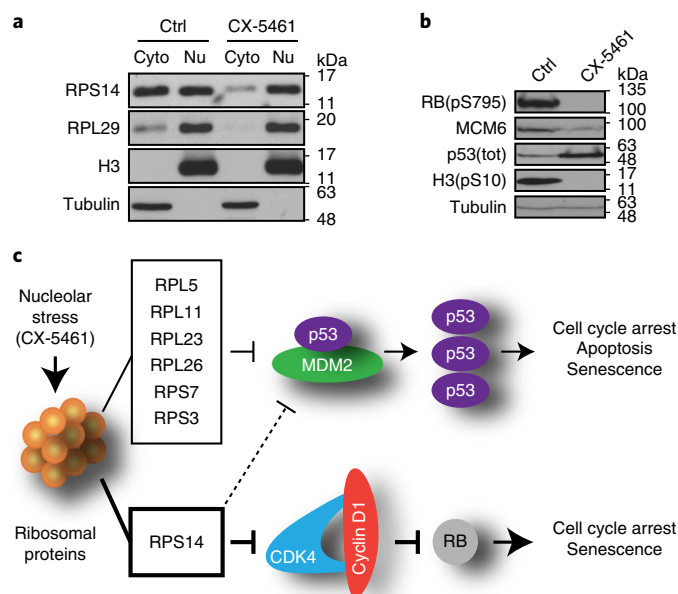 a
Ctrl CX-5461
Cyto Nu Cyto Nu kDa
RPS14 17
11
RPL29 20
H3 17
11
Tubulin 63
48
b
Ctrl CX-5461 kDa
RB(pS795) 135
100
MCM6 100
p53(tot) 63
48
H3(pS10) 17
11
Tubulin 63
48
c
Nucleolar
stress
(CX-5461)
Ribosomal
proteins
RPL5
RPL11
RPL23
RPL26
RPS7
RPS3
RPS14
p53
MDM2
p53
p53
p53
Cell cycle arrest
Apoptosis
Senescence
CDK4
Cyclin D1
RB
Cell cycle arrest
Senescence